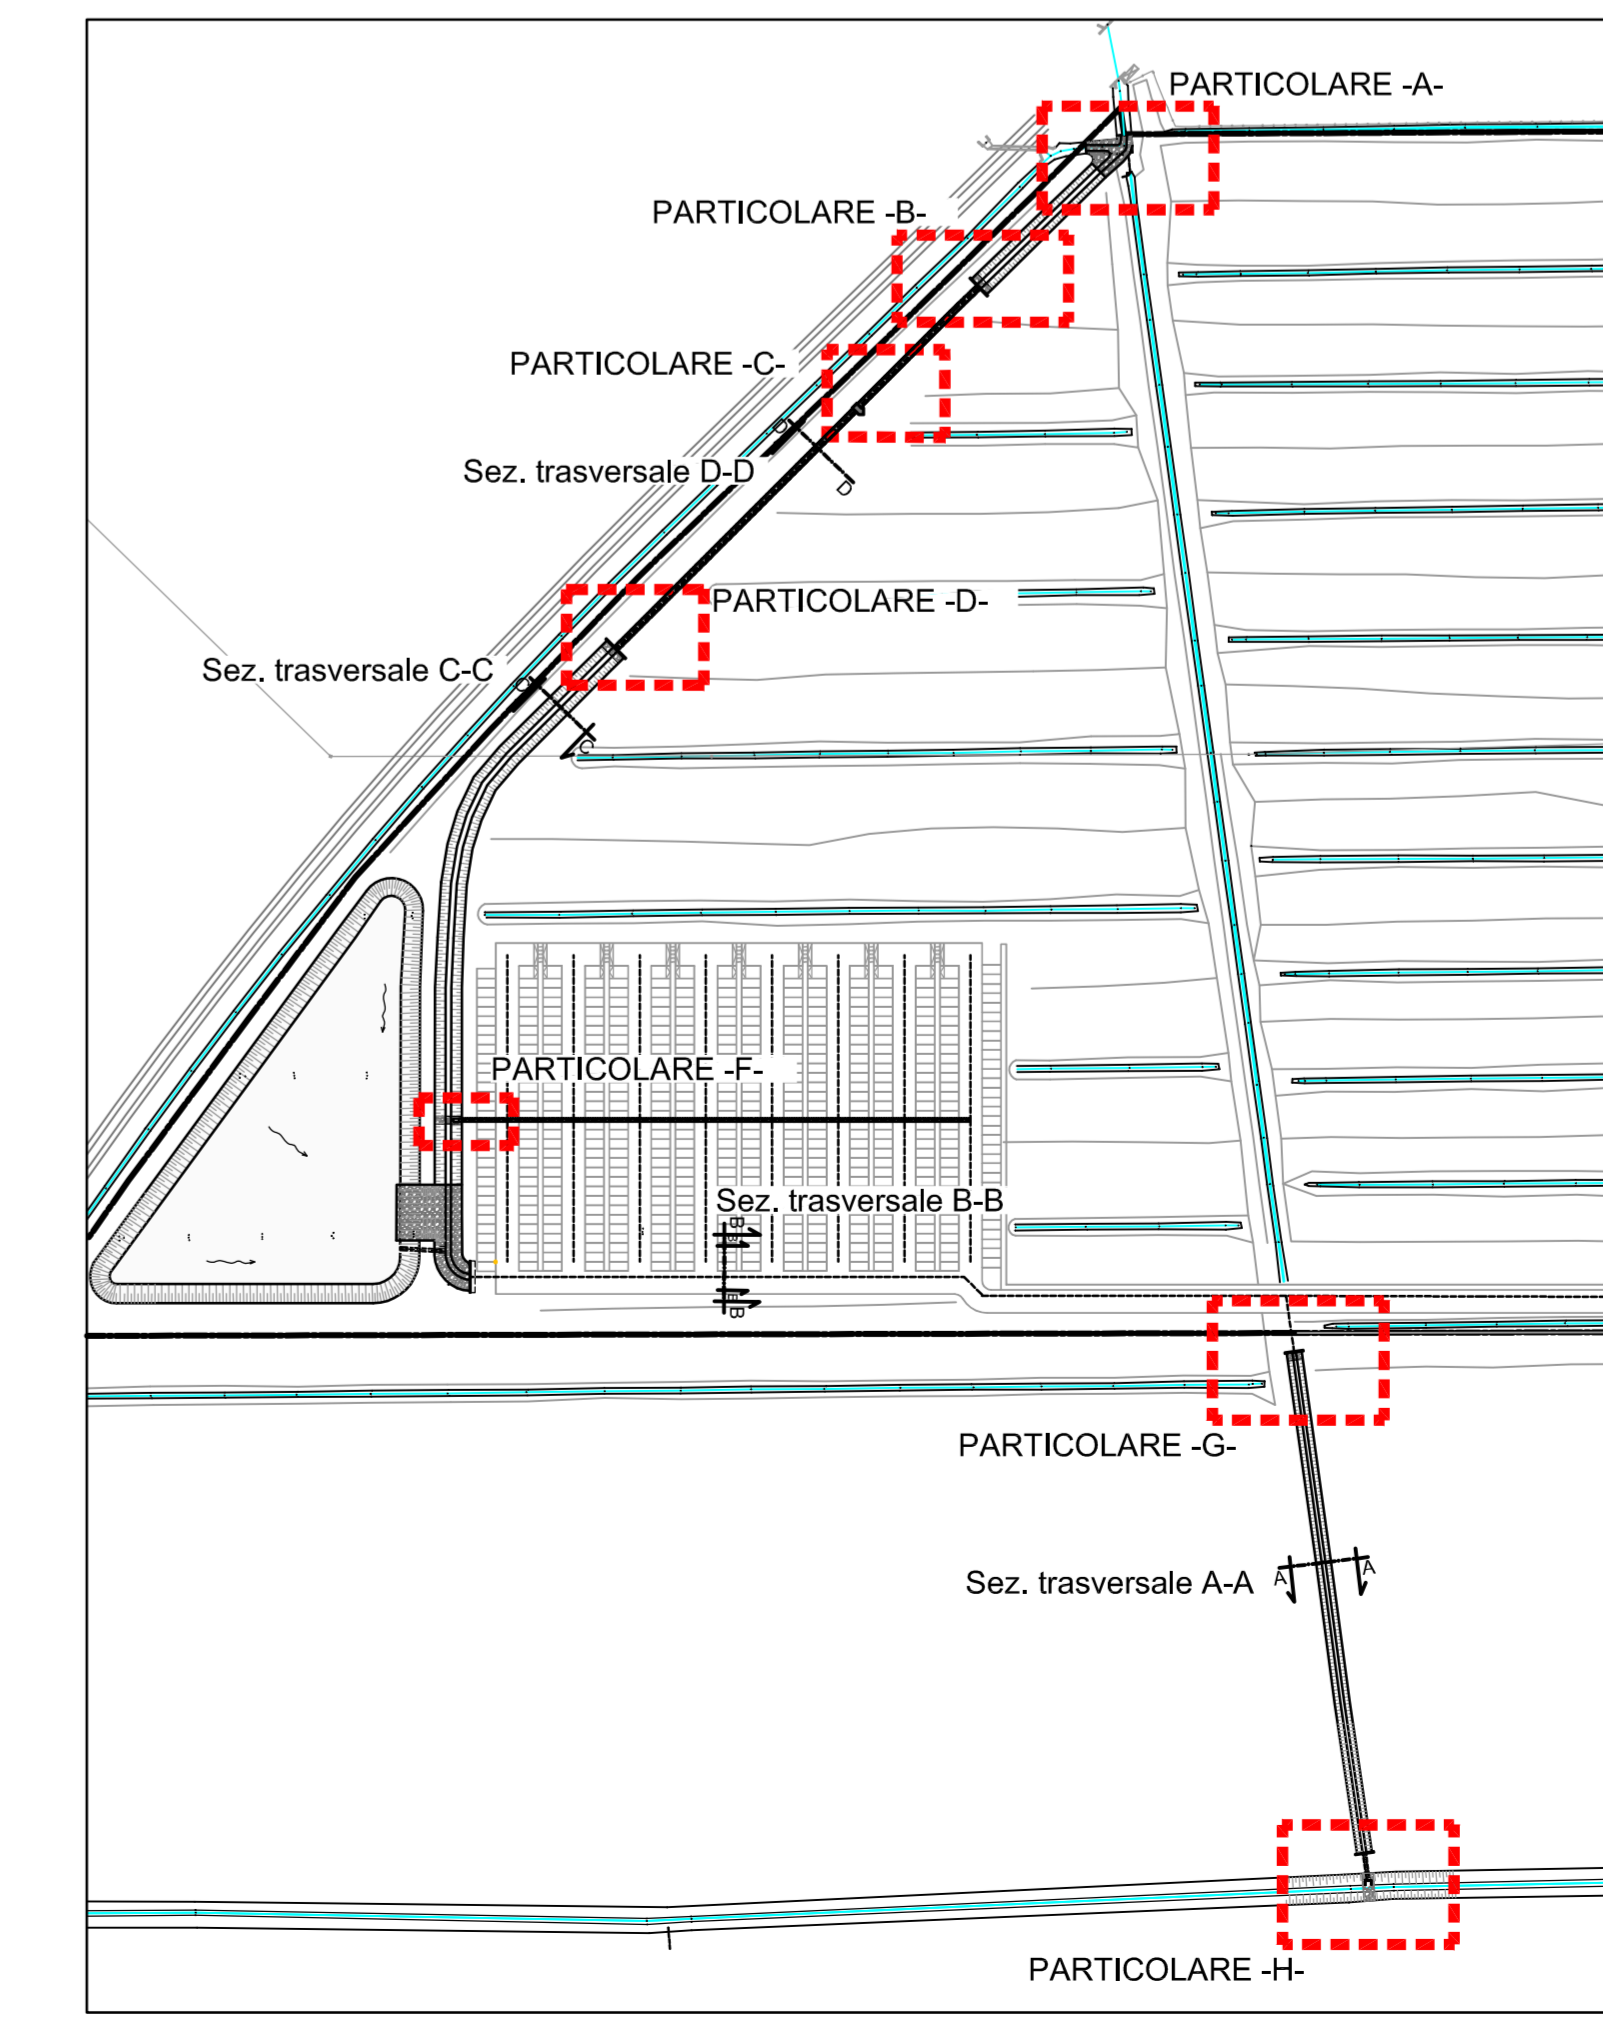 PARTICOLARE -A-
PARTICOLARE -B-
PARTICOLARE -C-
D
Sez. trasversale D-D
D
PARTICOLARE -D-
Sez. trasversale C-C
C
C
PARTICOLARE -F-
Sez. trasversale B-B
B
B
E
B
PARTICOLARE -G-
Sez. trasversale A-A
A
A
PARTICOLARE -H-